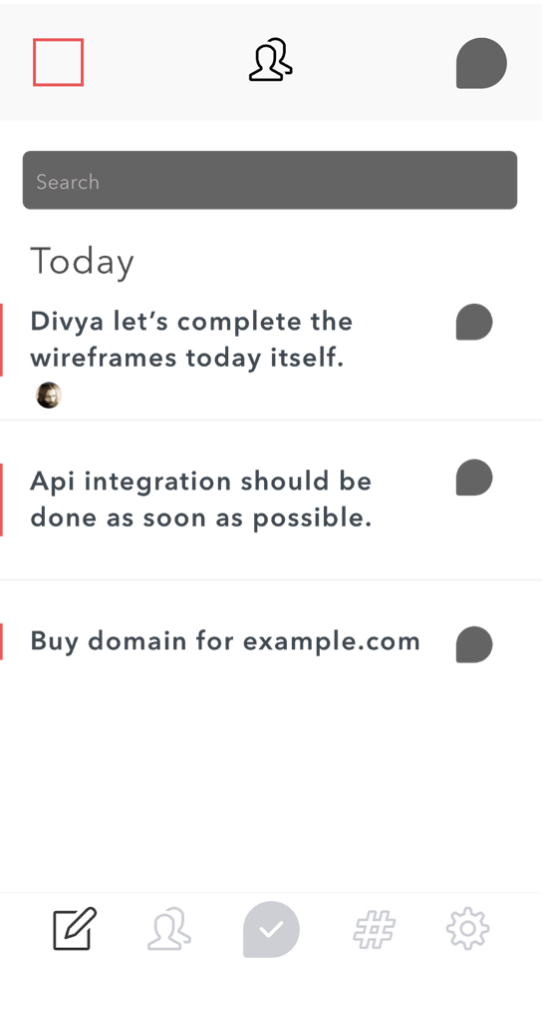 Search
Today
Divya let’s complete the
wireframes today itself.
Api integration should be
done as soon as possible.
Buy domain for example.com